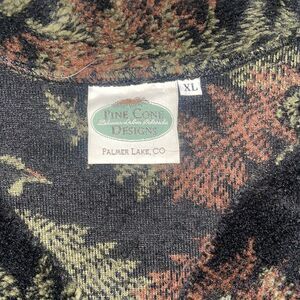 XL
PINE CONE
DESIGNS
PALMER LAKE, CO